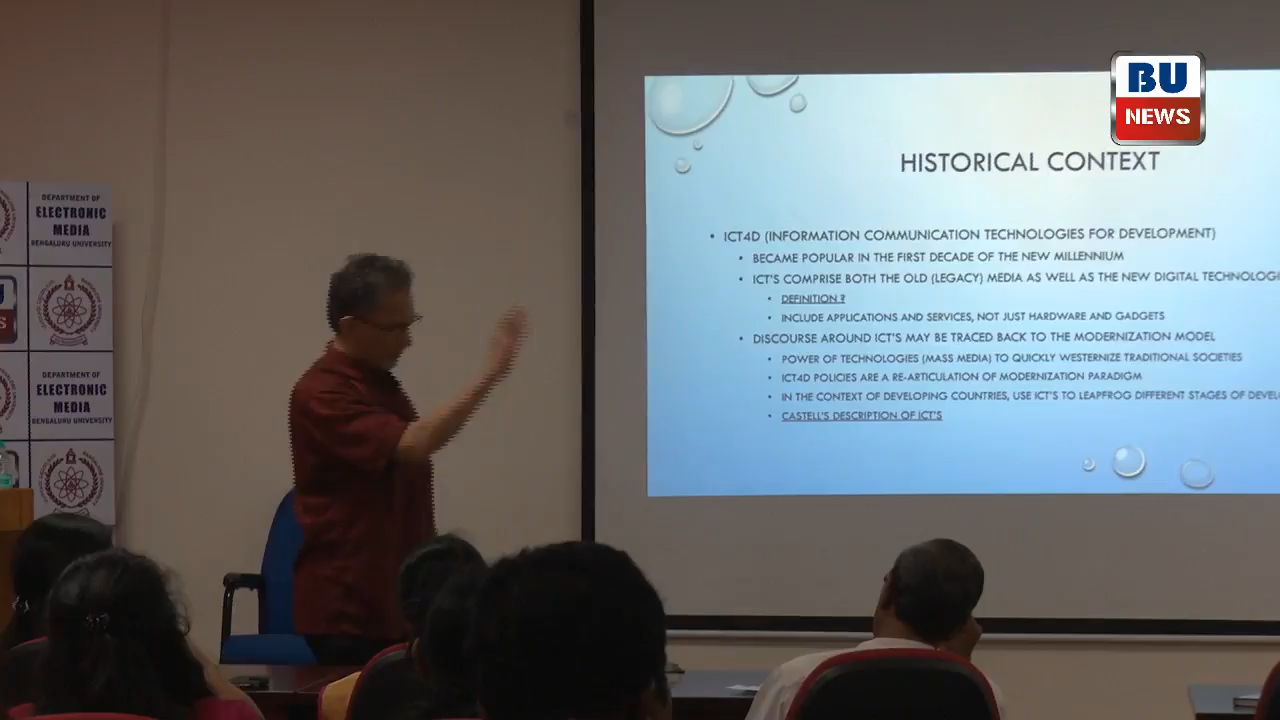 BU
NEWS
HISTORICAL CONTEXT
• ICT4D (INFORMATION COMMUNICATION TECHNOLOGIES FOR DEVELOPMENT)
• BECAME POPULAR IN THE FIRST DECADE OF THE NEW MILLENNIUM
• ICT'S COMPRISE BOTH THE OLD (LEGACY) MEDIA AS WELL AS THE NEW DIGITAL
• DEFINITION ?
• INCLUDE APPLICATIONS AND SERVICES, NOT JUST HARDWARE AND GADGETS
• DISCOURSE AROUND ICT'S MAY BE TRACED BACK TO THE MODERNIZATION MODEL
• POWER OF TECHNOLOGIES (MASS MEDIA) TO QUICKLY WESTERNIZE TRADITIONAL SOCIETIES
• ICT4D POLICIES ARE A RE-ARTICULATION OF MODERNIZATION PARADIGM
• IN THE CONTEXT OF DEVELOPING COUNTRIES, USE ICT'S TO LEAPFROG DIFFERENT STAGES OF
• CASTELL'S DESCRIPTION OF ICT'S
DEPARTMENT OF
ELECTRONIC
MEDIA
BENGALURU UNIVERSITY
DEPARTMENT OF
ELECTRONIC
MEDIA
BENGALURU UNIVERSITY